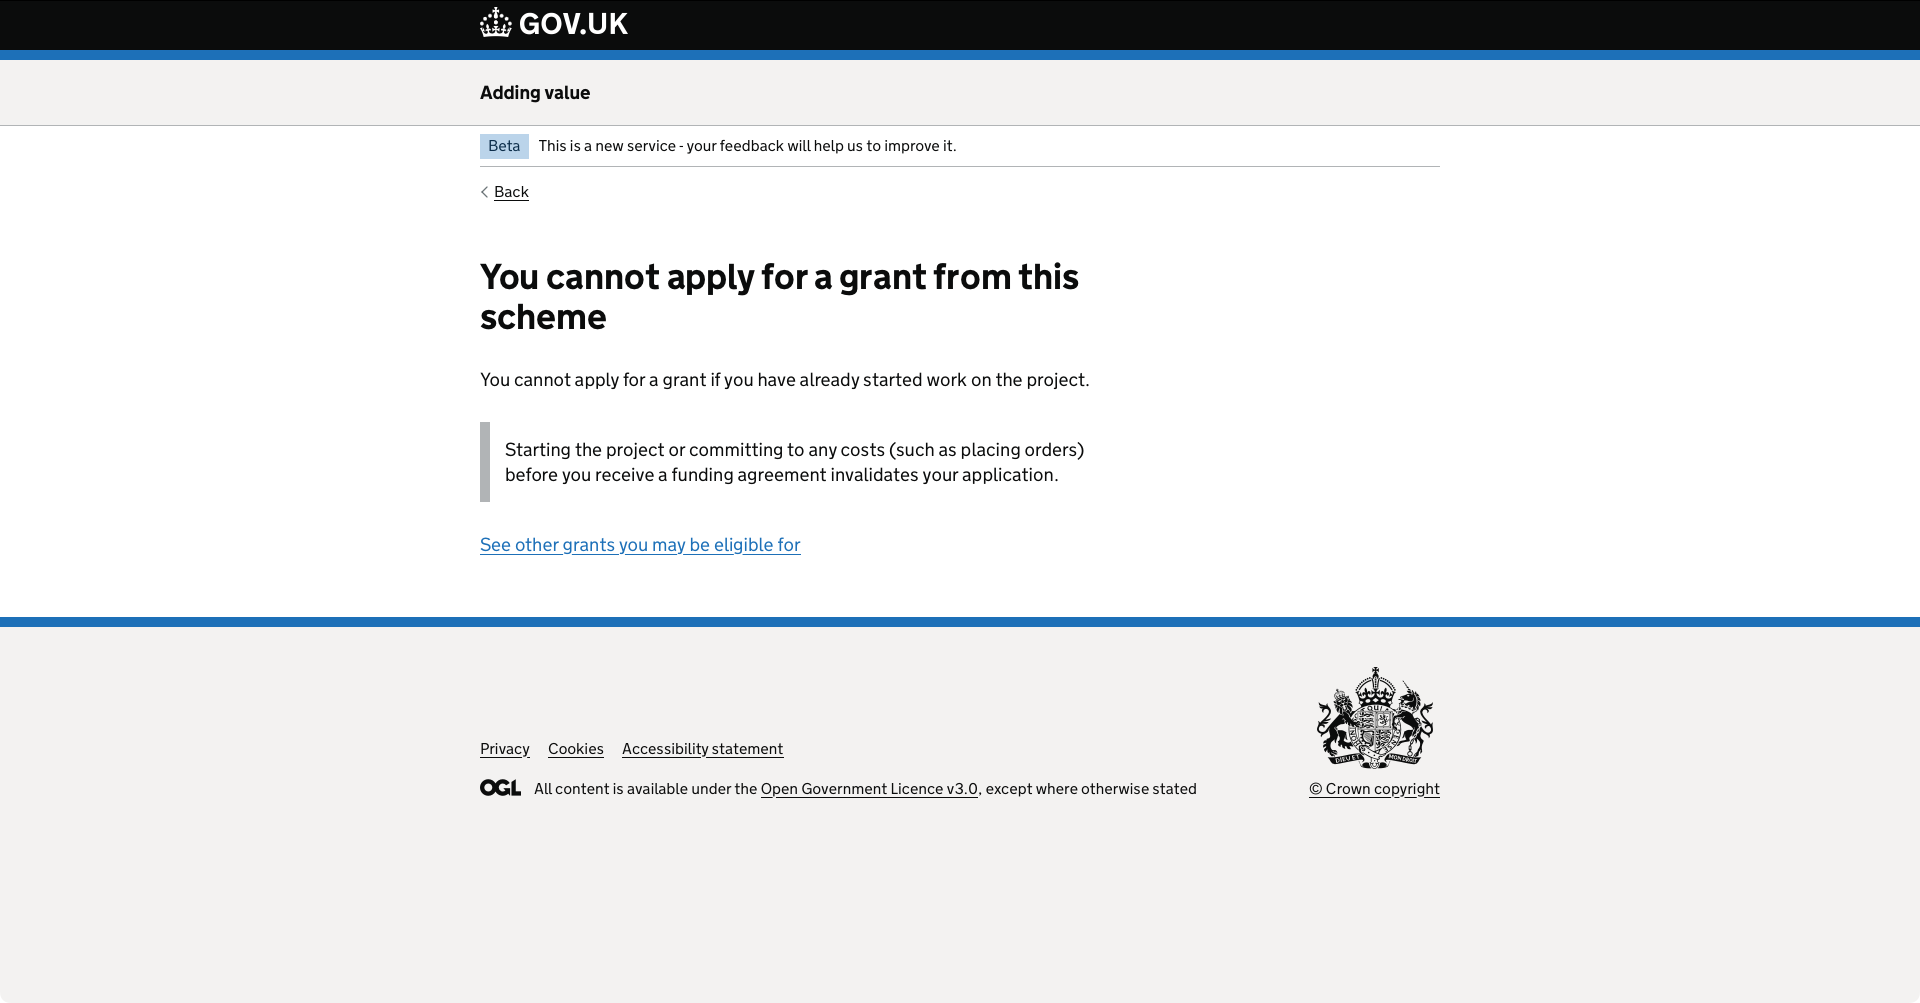 GOV.UK
Adding value
Beta This is a new service - your feedback will help us to improve it.
Back
You cannot apply for a grant from this
scheme
You cannot apply for a grant if you have already started work on the project.
Starting the project or committing to any costs (such as placing orders)
before you receive a funding agreement invalidates your application.
See other grants you may be eligible for
Privacy Cookies Accessibility statement
OGL All content is available under the Open Government Licence v3.0, except where otherwise stated
DIEU ET MON DROIT
© Crown copyright